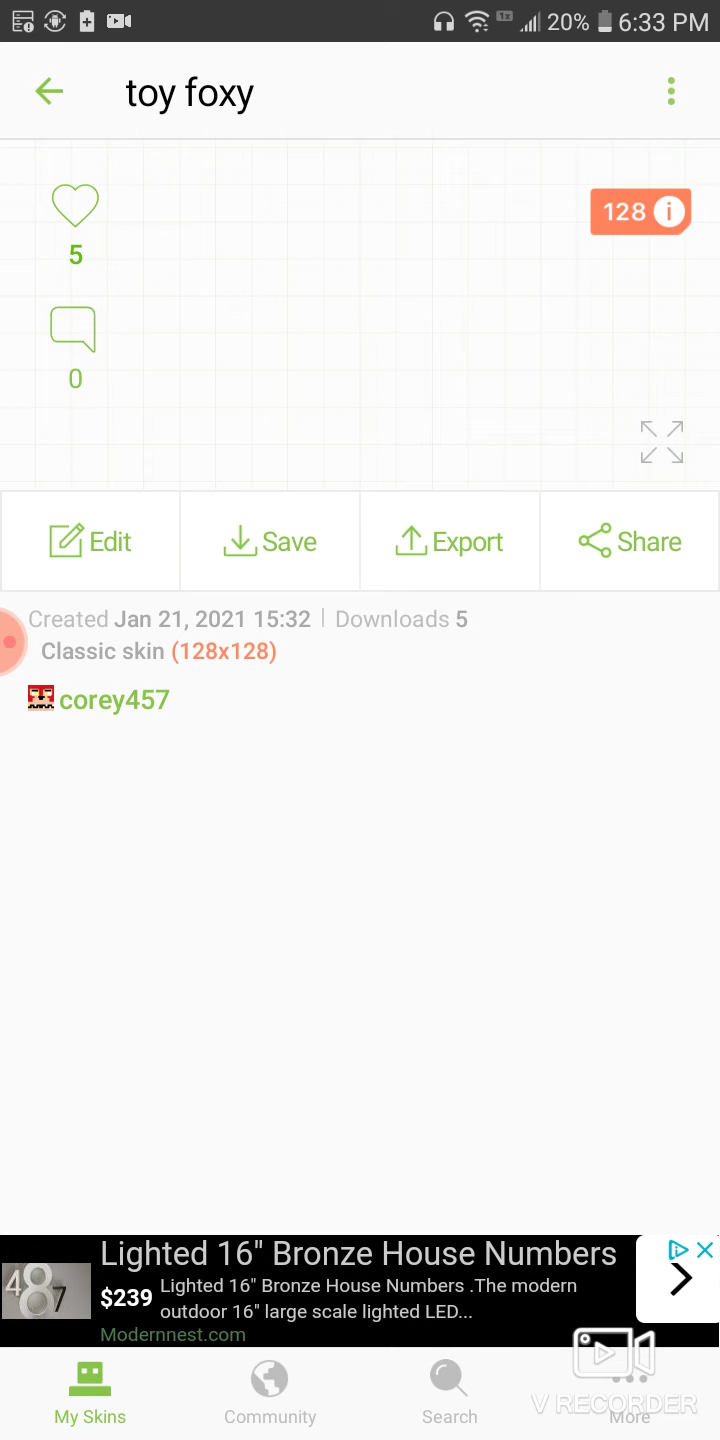 1x 20% 6:33 PM
toy foxy
5
128 i
0
Edit Save Export Share
Created Jan 21, 2021 15:32 | Downloads 5
Classic skin (128x128)
corey457
487
Lighted 16" Bronze House Numbers
$239
Lighted 16" Bronze House Numbers .The modern
outdoor 16" large scale lighted LED...
Modernnest.com
My Skins Community Search More
V RECORDER